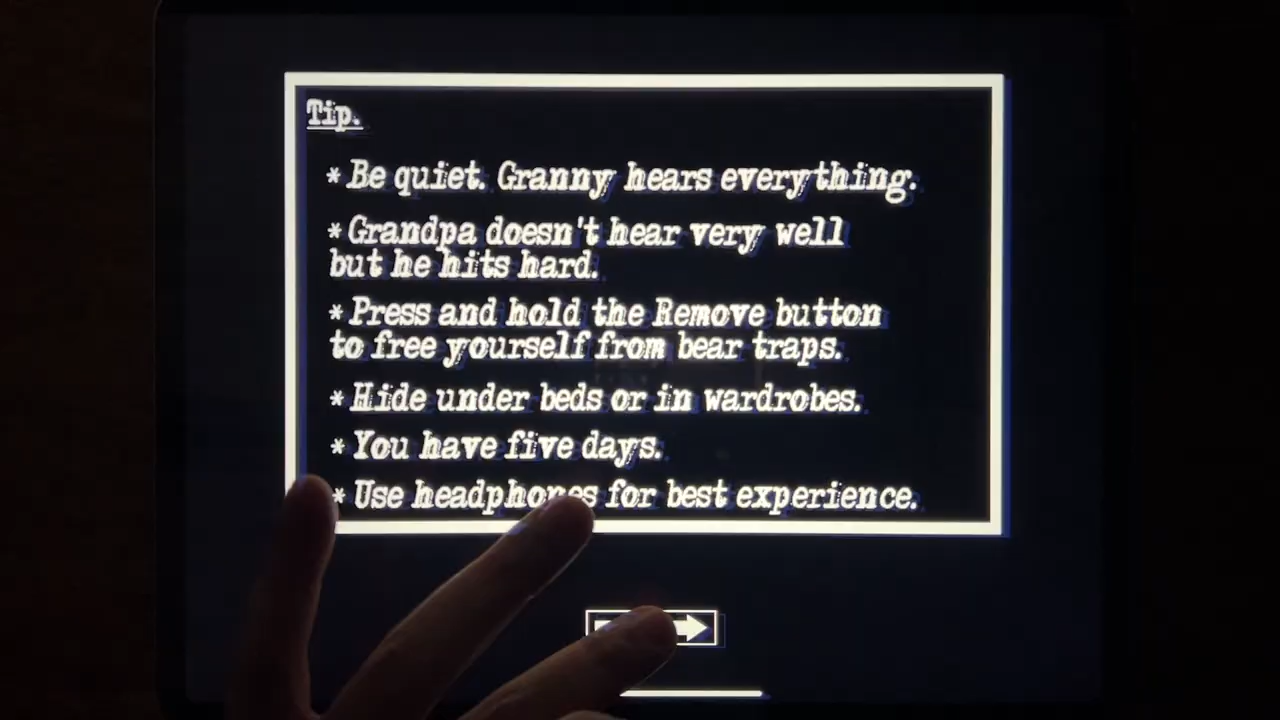 Tip.
* Be quiet. Granny hears everything.
* Grandpa doesn't hear very well
but he hits hard.
* Press and hold the Remove button
to free yourself from bear traps.
* Hide under beds or in wardrobes.
* You have five days.
* Use headphones for best experience.